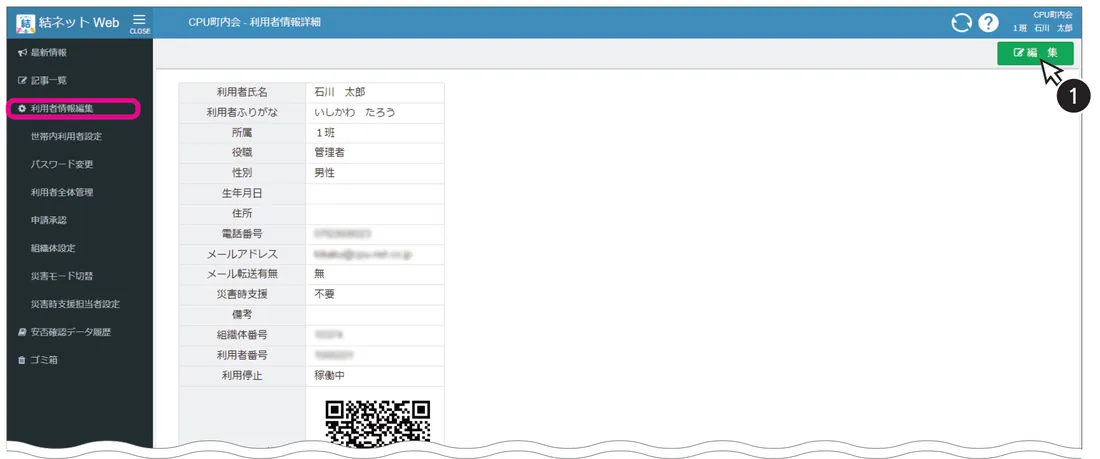 結 結ネット Web
CLOSE
CPU町内会 - 利用者情報詳細
?
CPU町内会
1班 石川 太郎
編 集
1
最新情報
記事一覧
利用者情報編集
世帯内利用者設定
パスワード変更
利用者全体管理
申請承認
組織体設定
災害モード切替
災害時支援担当者設定
安否確認データ履歴
ゴミ箱
利用者氏名 石川 太郎
利用者ふりがな いしかわ たろう
所属 1班
役職 管理者
性別 男性
生年月日
住所
電話番号
メールアドレス
メール転送有無 無
災害時支援 不要
備考
組織体番号
利用者番号
利用停止 稼働中